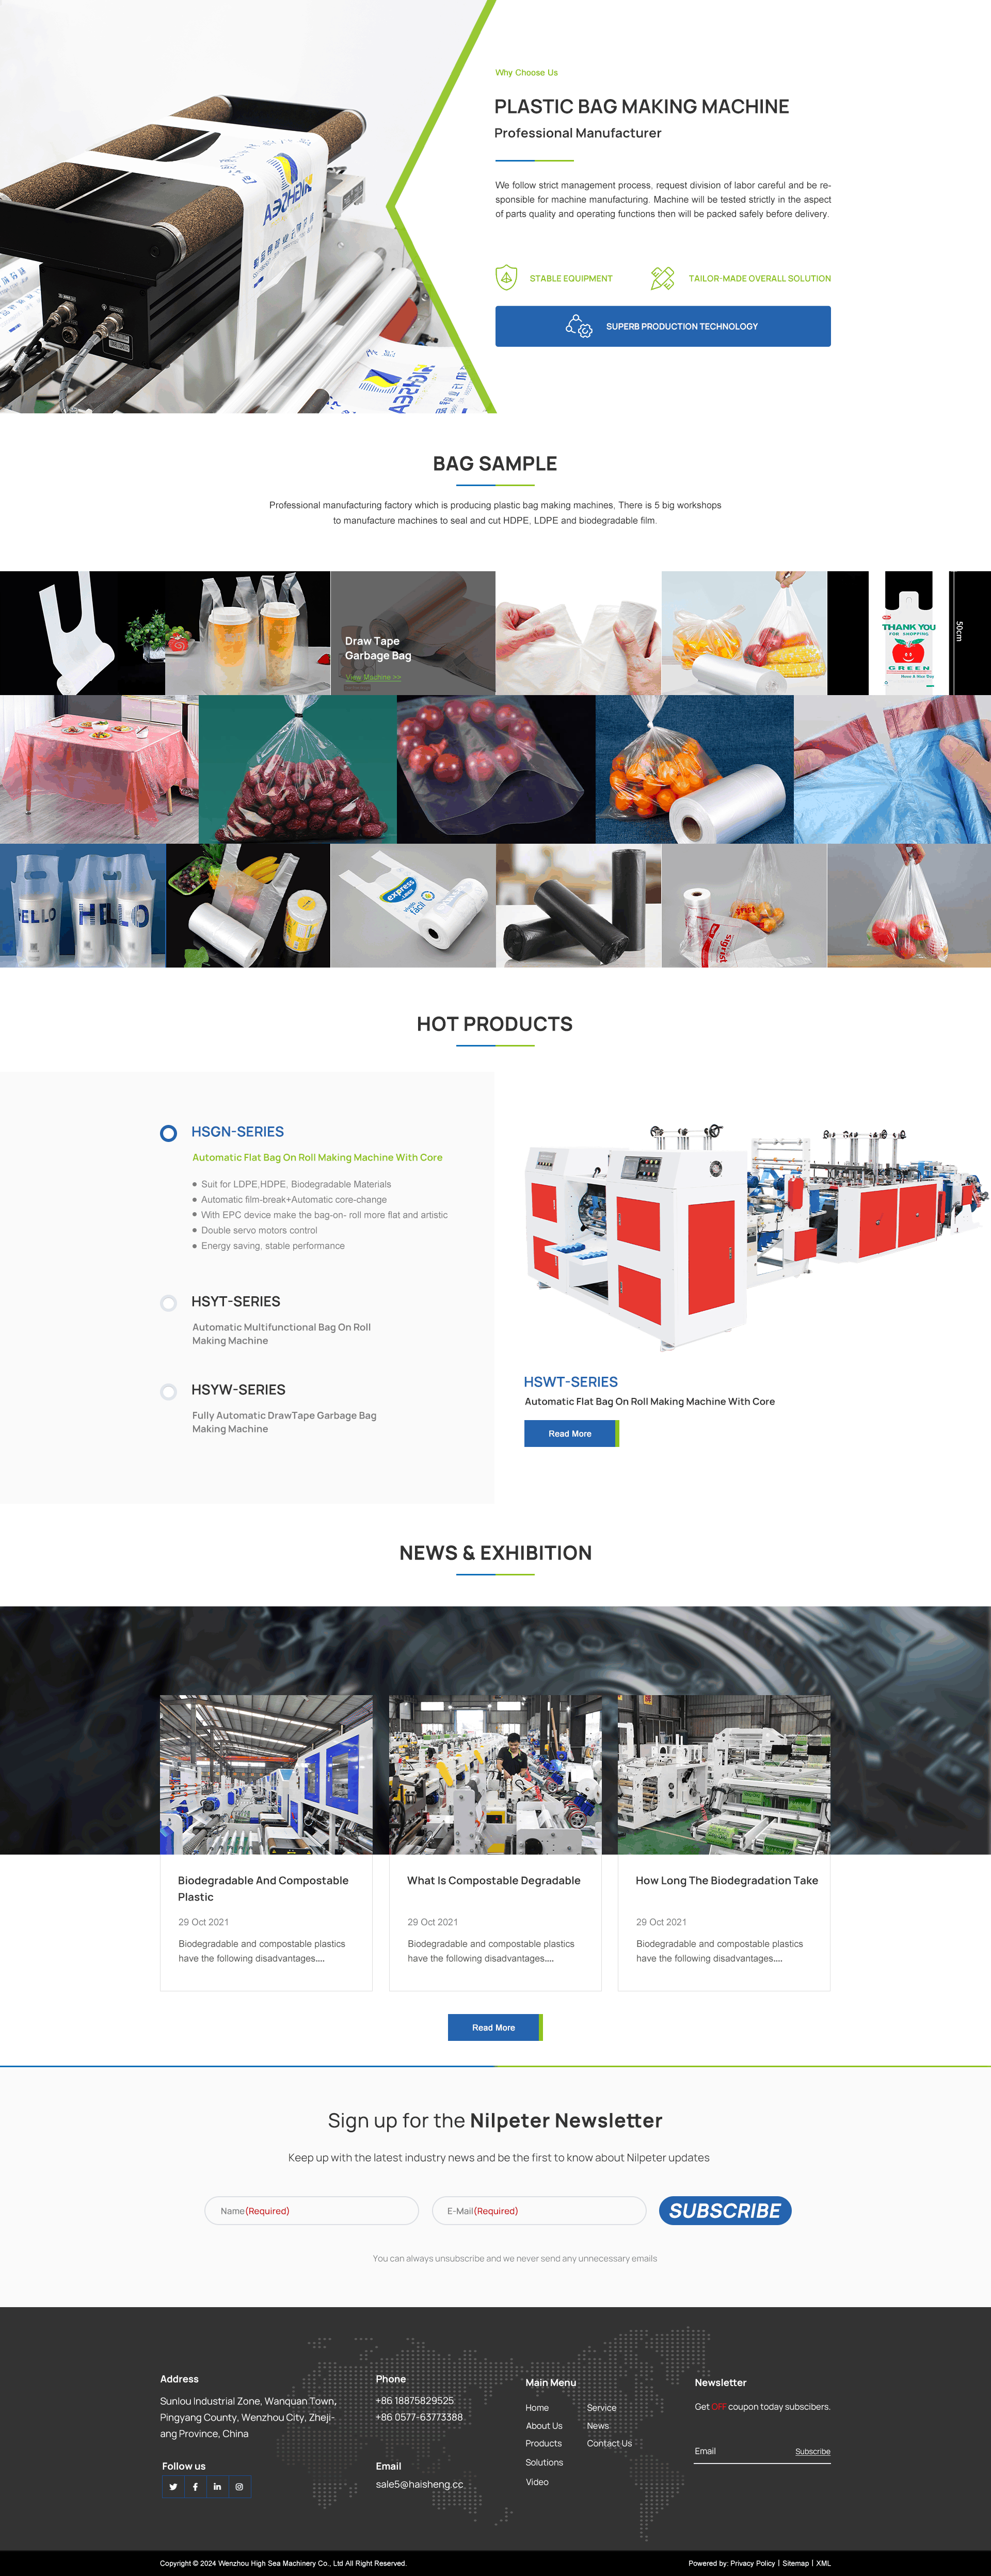 Why Choose Us
PLASTIC BAG MAKING MACHINE
Professional Manufacturer
We follow strict management process, request division of labor careful and be re-
sponsible for machine manufacturing. Machine will be tested strictly in the aspect
of parts quality and operating functions then will be packed safely before delivery.
STABLE EQUIPMENT
TAILOR-MADE OVERALL SOLUTION
SUPERB PRODUCTION TECHNOLOGY
BAG SAMPLE
Professional manufacturing factory which is producing plastic bag making machines, There is 5 big workshops
to manufacture machines to seal and cut HDPE, LDPE and biodegradable film.
Draw Tape
Garbage Bag
View Machine >>
THANK YOU
FOR SHOPPING
GREEN
50cm
HELLO
HELLO
express
fácil
sigrist
HOT PRODUCTS
HSGN-SERIES
Automatic Flat Bag On Roll Making Machine With Core
Suit for LDPE,HDPE, Biodegradable Materials
Automatic film-break+Automatic core-change
With EPC device make the bag-on- roll more flat and artistic
Double servo motors control
Energy saving, stable performance
HSYT-SERIES
Automatic Multifunctional Bag On Roll
Making Machine
HSYW-SERIES
Fully Automatic DrawTape Garbage Bag
Making Machine
HSWT-SERIES
Automatic Flat Bag On Roll Making Machine With Core
Read More
NEWS & EXHIBITION
Biodegradable And Compostable
Plastic
29 Oct 2021
Biodegradable and compostable plastics
have the following disadvantages....
What Is Compostable Degradable
29 Oct 2021
Biodegradable and compostable plastics
have the following disadvantages....
How Long The Biodegradation Take
29 Oct 2021
Biodegradable and compostable plastics
have the following disadvantages....
Read More
Sign up for the Nilpeter Newsletter
Keep up with the latest industry news and be the first to know about Nilpeter updates
Name(Required)
E-Mail(Required)
SUBSCRIBE
You can always unsubscribe and we never send any unnecessary emails
Address
Sunlou Industrial Zone, Wanquan Town,
Pingyang County, Wenzhou City, Zheji-
ang Province, China
Follow us
Phone
+86 18875829525
+86 0577-63773388
Email
sale5@haisheng.cc
Main Menu
Home
Service
About Us
News
Products
Contact Us
Solutions
Video
Newsletter
Get OFF coupon today subscibers.
Email
Subscribe
Copyright © 2024 Wenzhou High Sea Machinery Co., Ltd All Right Reserved.
Powered by: Privacy Policy | Sitemap | XML